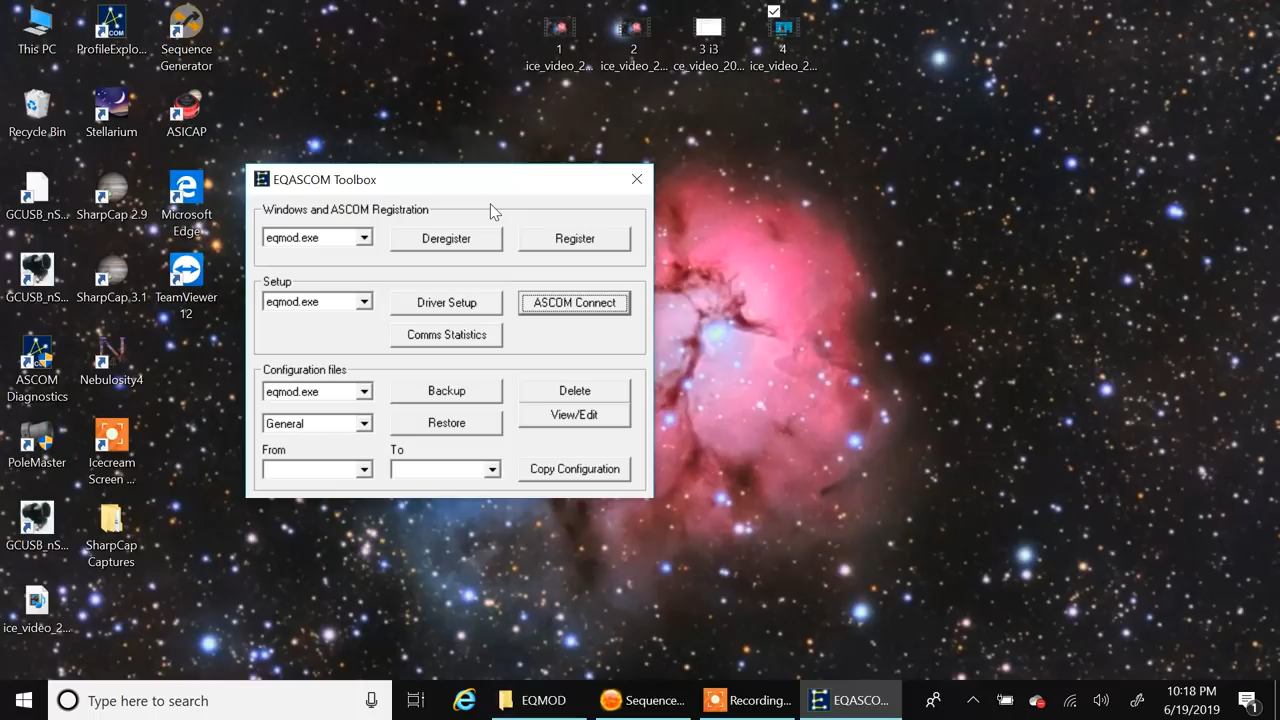 This PC
ProfileExplo...
Sequence
Generator
1
ice_video_2...
2
ice_video_2...
3 i3
ce_video_20...
4
ice_video_2...
Recycle Bin
Stellarium
ASICAP
GCUSB_nS...
SharpCap 2.9
Microsoft
Edge
GCUSB_nS...
SharpCap 3.1
TeamViewer
12
ASCOM
Diagnostics
Nebulosity4
PoleMaster
Icecream
Screen ...
GCUSB_nS...
SharpCap
Captures
ice_video_2...
EQASCOM Toolbox
Windows and ASCOM Registration
eqmod.exe
Deregister
Register
Setup
eqmod.exe
Driver Setup
ASCOM Connect
Comms Statistics
Configuration files
eqmod.exe
Backup
Delete
View/Edit
General
Restore
From
To
Copy Configuration
Type here to search
EQMOD
Sequence...
Recording...
EQASCO...
10:18 PM
6/19/2019
1